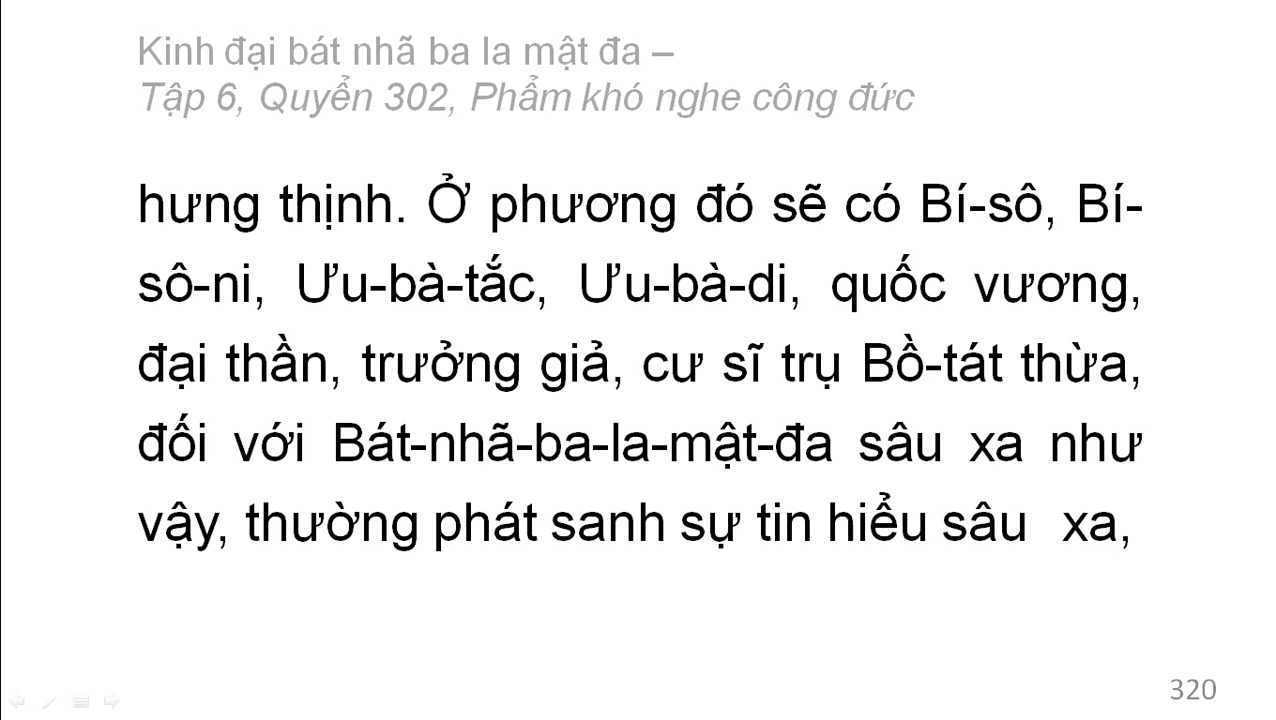 Kinh đại bát nhã ba la mật đa –
Tập 6, Quyển 302, Phẩm khó nghe công đức
hưng thịnh. Ở phương đó sẽ có Bí-sô, Bí-
sô-ni, Ưu-bà-tắc, Ưu-bà-di, quốc vương,
đại thần, trưởng giả, cư sĩ trụ Bồ-tát thừa,
đối với Bát-nhã-ba-la-mật-đa sâu xa như
vậy, thường phát sanh sự tin hiểu sâu xa,
320